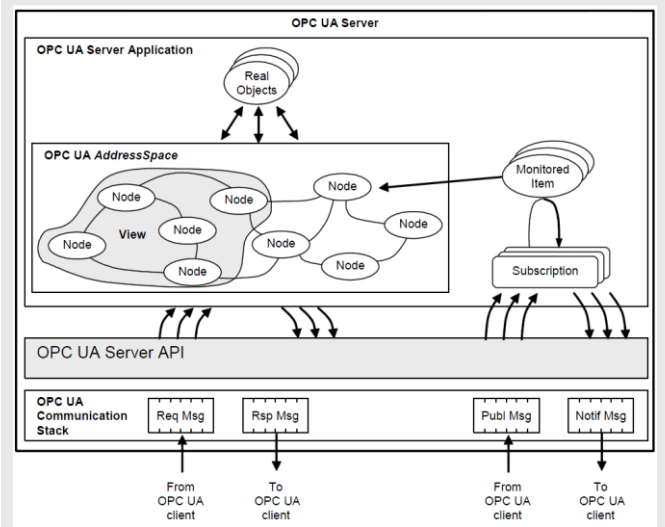 OPC UA Server
OPC UA Server Application
Real
Objects
OPC UA AddressSpace
Monitored
Item
Node
Node
Node
Node
View
Node
Node
Node
Node
Node
Node
Subscription
OPC UA Server API
OPC UA
Communication
Stack
Req Msg
Rsp Msg
Publ Msg
Notif Msg
From
OPC UA
client
To
OPC UA
client
From
OPC UA
client
To
OPC UA
client